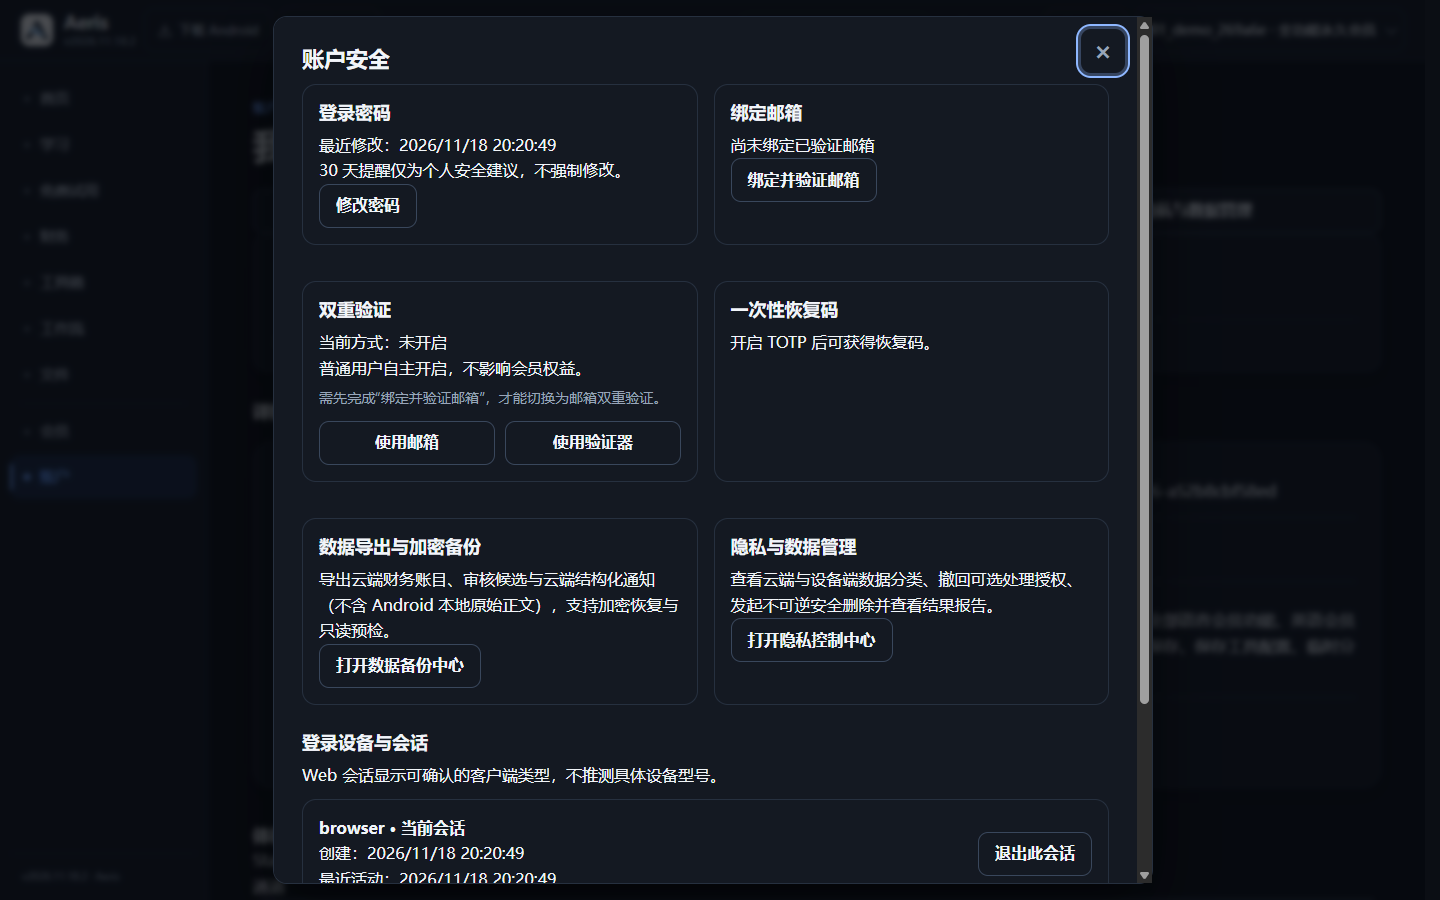 账户安全
登录密码
最近修改：2026/11/18 20:20:49
30 天提醒仅为个人安全建议，不强制修改。
修改密码
绑定邮箱
尚未绑定已验证邮箱
绑定并验证邮箱
双重验证
当前方式：未开启
普通用户自主开启，不影响会员权益。
需先完成“绑定并验证邮箱”，才能切换为邮箱双重验证。
使用邮箱
使用验证器
一次性恢复码
开启 TOTP 后可获得恢复码。
数据导出与加密备份
导出云端财务账目、审核候选与云端结构化通知
（不含 Android 本地原始正文），支持加密恢复与
只读预检。
打开数据备份中心
隐私与数据管理
查看云端与设备端数据分类、撤回可选处理授权、
发起不可逆安全删除并查看结果报告。
打开隐私控制中心
登录设备与会话
Web 会话显示可确认的客户端类型，不推测具体设备型号。
browser • 当前会话
创建：2026/11/18 20:20:49
最近活动：2026/11/18 20:20:49
退出此会话